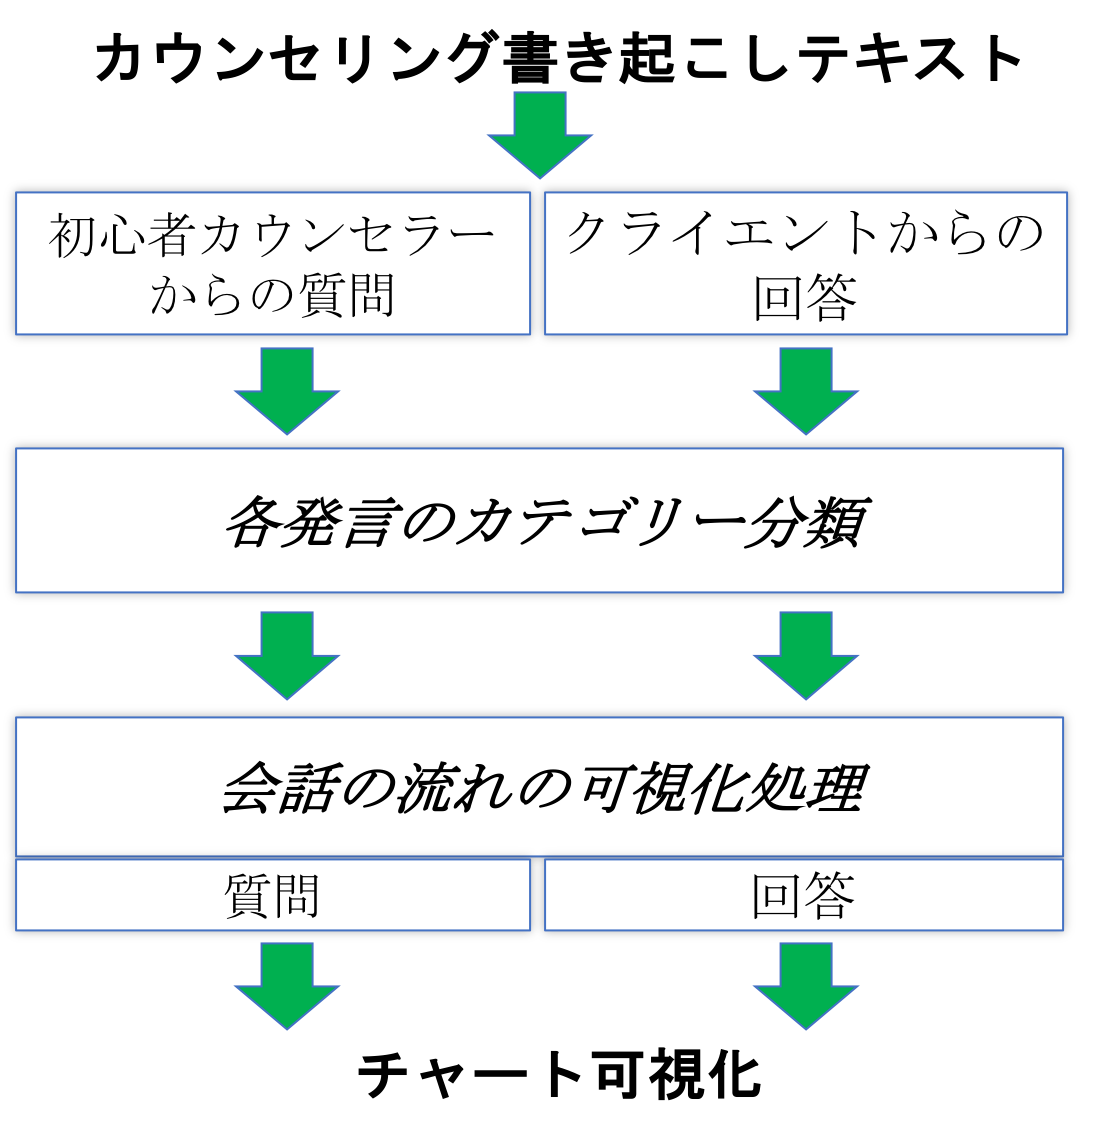 カウンセリング書き起こしテキスト
初心者カウンセラー
からの質問
クライエントからの
回答
各発言のカテゴリー分類
会話の流れの可視化処理
質問
回答
チャート可視化